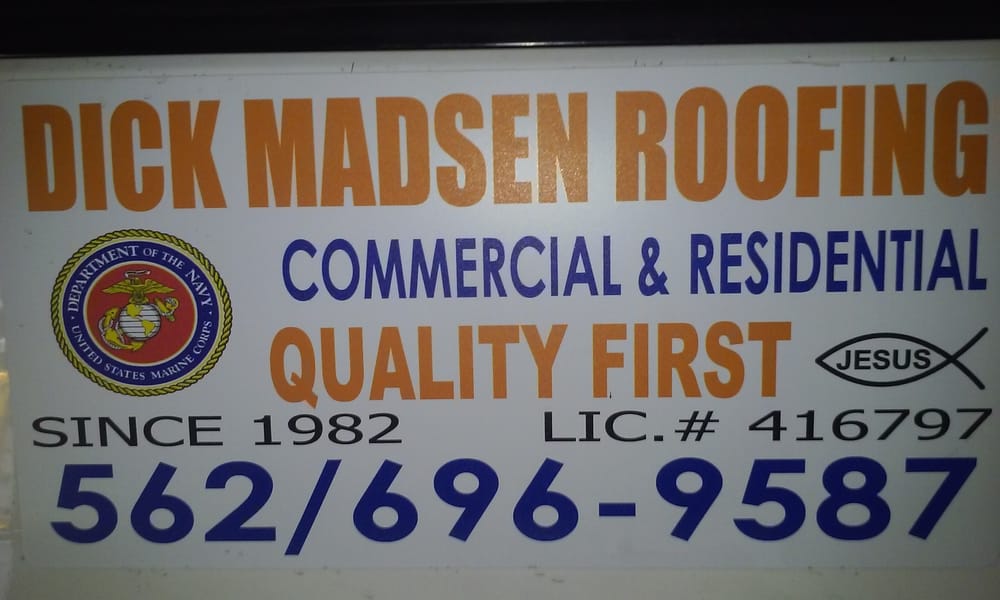 DICK MADSEN ROOFING
DEPARTMENT OF THE NAVY
UNITED STATES MARINE CORPS
COMMERCIAL & RESIDENTIAL
QUALITY FIRST
JESUS
SINCE 1982 LIC.# 416797
562/696-9587